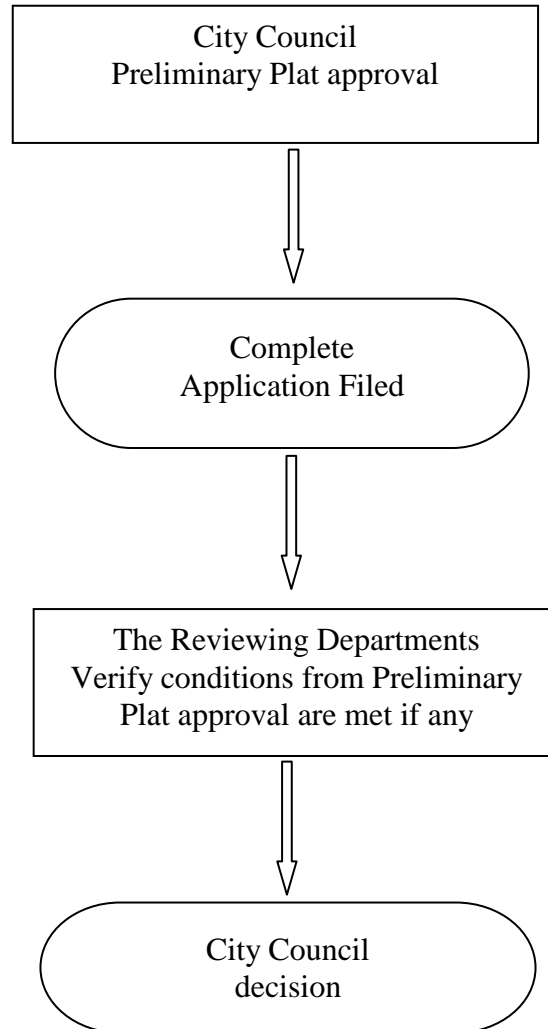 City Council
Preliminary Plat approval
Complete
Application Filed
The Reviewing Departments
Verify conditions from Preliminary
Plat approval are met if any
City Council
decision